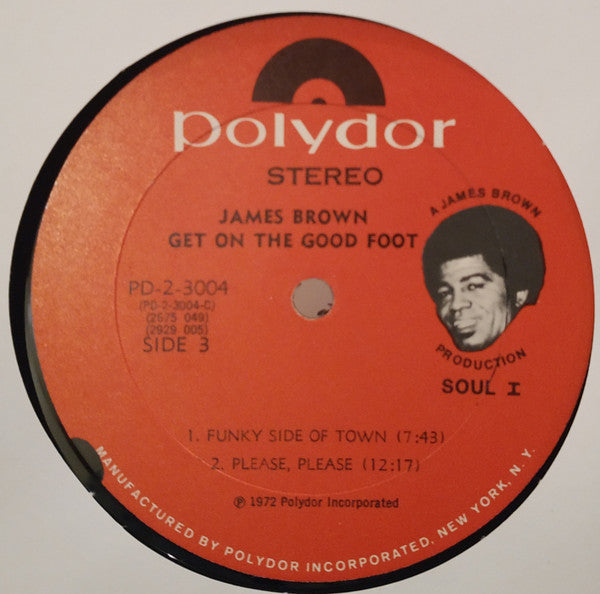 polydor
STEREO
JAMES BROWN
GET ON THE GOOD FOOT
A JAMES BROWN
PRODUCTION
SOUL I
PD-2-3004
(PD-2-3004-C)
(2675 049)
(2929 005)
SIDE 3
1. FUNKY SIDE OF TOWN (7:43)
2. PLEASE, PLEASE (12:17)
℗ 1972 Polydor Incorporated
MANUFACTURED BY POLYDOR INCORPORATED, NEW YORK, N.Y.